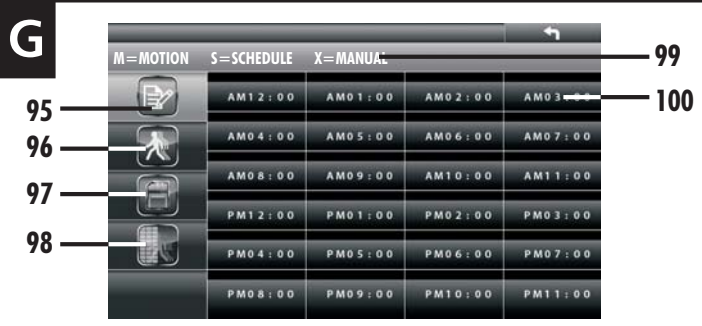 G
M=MOTION S=SCHEDULE X=MANUAL
99
95
AM12:00 AM01:00 AM02:00 AM03:00
100
96
AM04:00 AM05:00 AM06:00 AM07:00
97
AM08:00 AM09:00 AM10:00 AM11:00
PM12:00 PM01:00 PM02:00 PM03:00
98
PM04:00 PM05:00 PM06:00 PM07:00
PM08:00 PM09:00 PM10:00 PM11:00